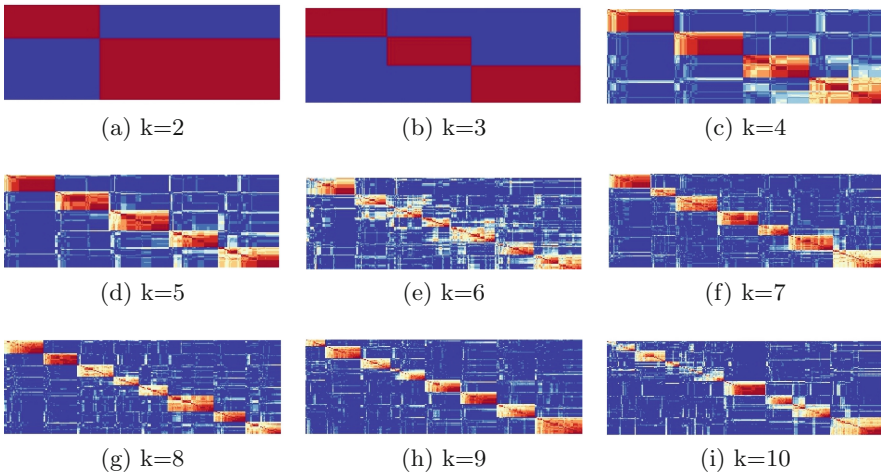 (a) k=2
(b) k=3
(c) k=4
(d) k=5
(e) k=6
(f) k=7
(g) k=8
(h) k=9
(i) k=10